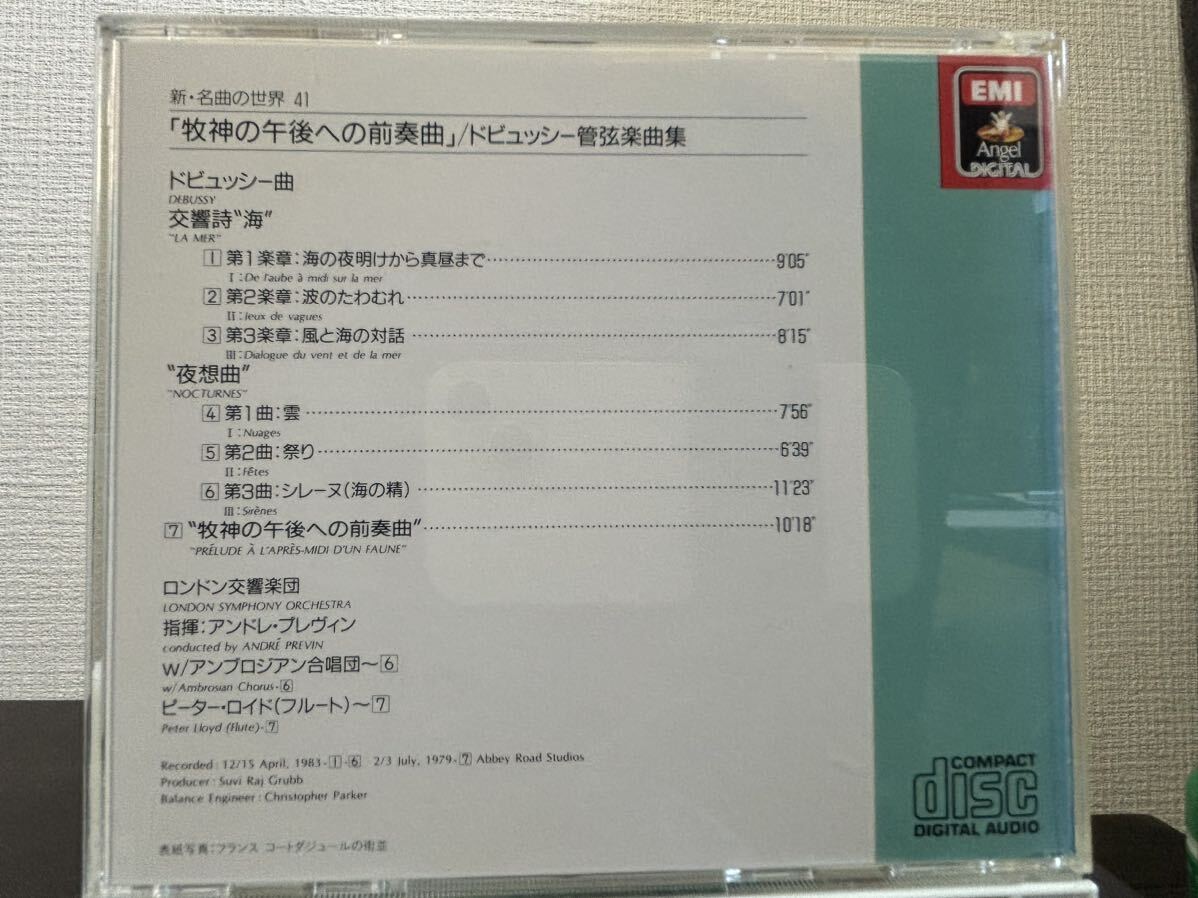 新・名曲の世界 41
「牧神の午後への前奏曲」/ドビュッシー管弦楽曲集
EMI
Angel
DIGITAL
ドビュッシー曲
DEBUSSY
交響詩"海"
"LA MER"
1 第1楽章:海の夜明けから真昼まで……9'05"
I:De l'aube à midi sur la mer
2 第2楽章:波のたわむれ……7'01"
II:Jeux de vagues
3 第3楽章:風と海の対話……8'15"
III:Dialogue du vent et de la mer
"夜想曲"
"NOCTURNES"
4 第1曲:雲……7'56"
I:Nuages
5 第2曲:祭り……6'39"
II:Fêtes
6 第3曲:シレーヌ(海の精)……11'23"
III:Sirènes
7 "牧神の午後への前奏曲"……10'18"
"PRÉLUDE À L'APRÈS-MIDI D'UN FAUNE"
ロンドン交響楽団
LONDON SYMPHONY ORCHESTRA
指揮:アンドレ・プレヴィン
conducted by ANDRÉ PREVIN
w/アンブロジアン合唱団〜6
w/Ambrosian Chorus-6
ピーター・ロイド(フルート)〜7
Peter Lloyd (Flute)-7
Recorded : 12/15 April, 1983-1-6 2/3 July, 1979-7 Abbey Road Studios
Producer : Suvi Raj Grubb
Balance Engineer : Christopher Parker
表紙写真:フランス コートダジュールの街並
COMPACT
disc
DIGITAL AUDIO